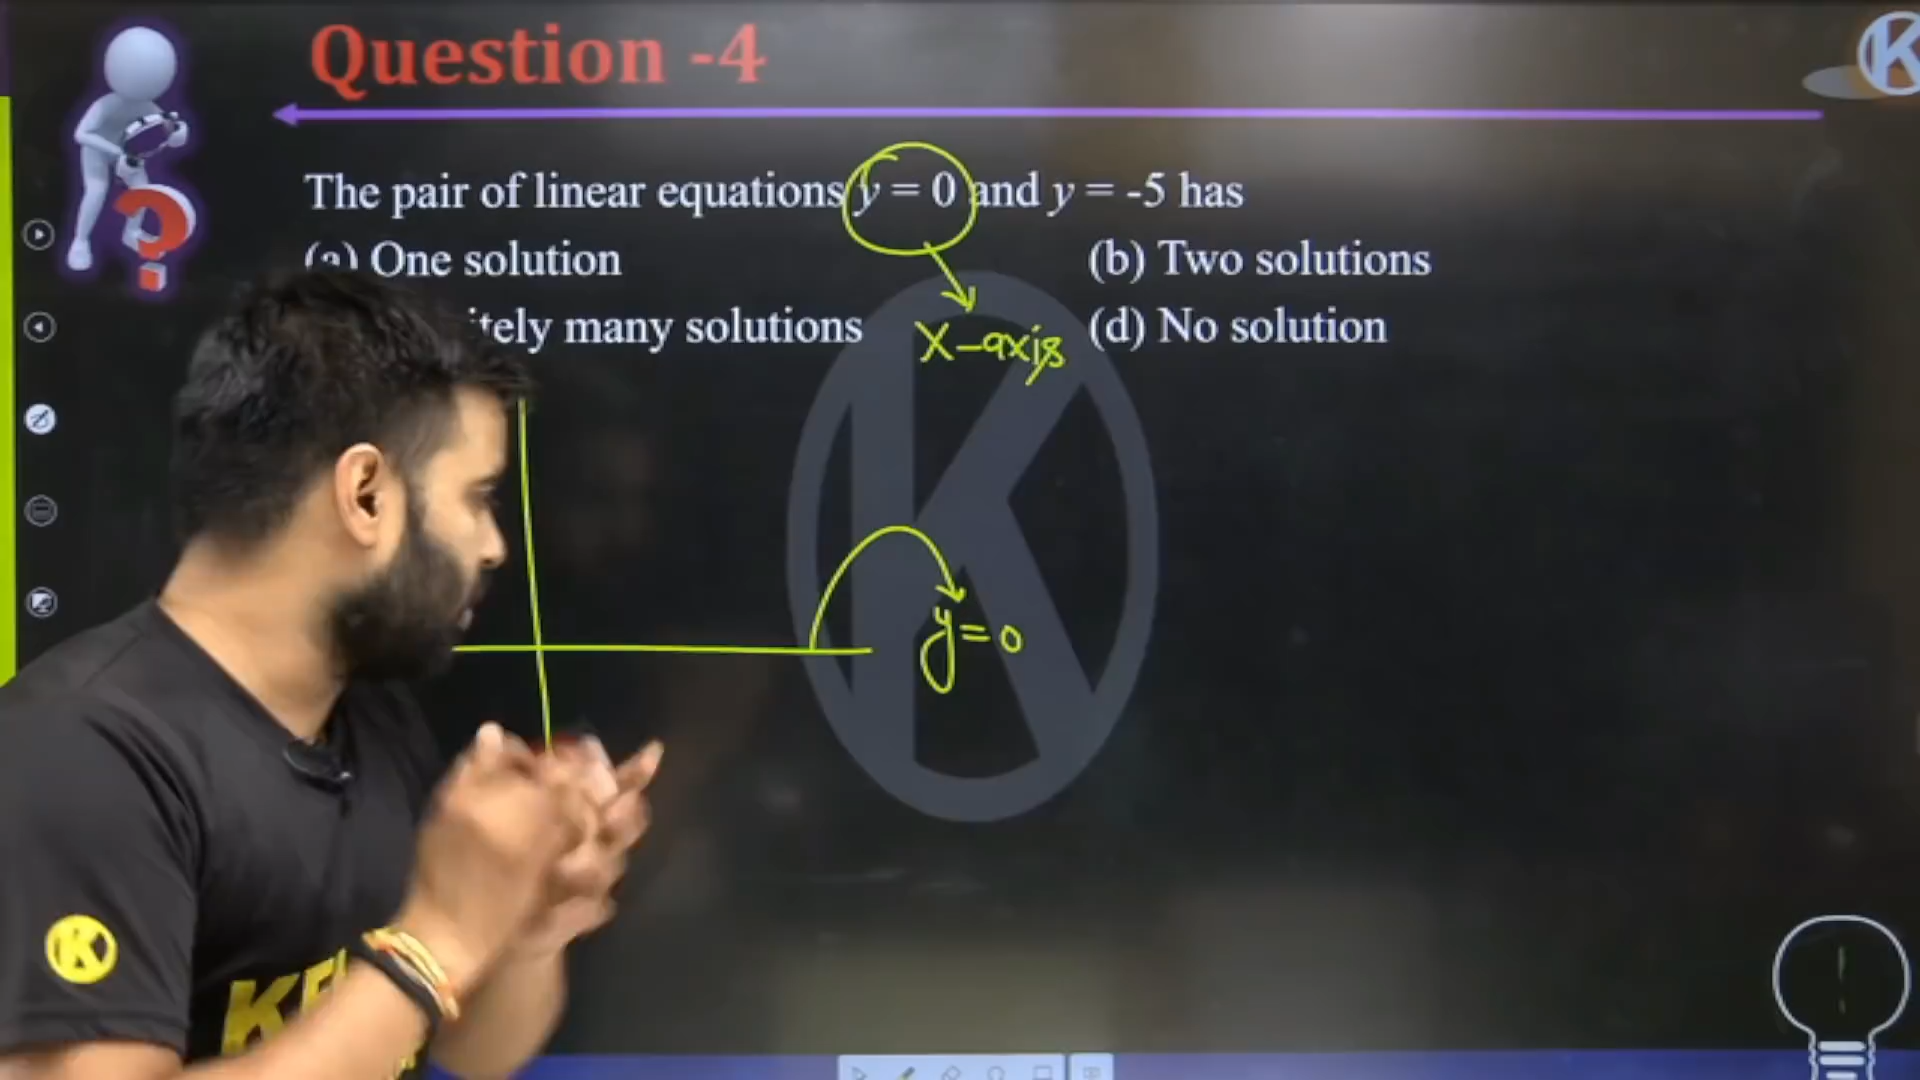 Question -4
The pair of linear equations y = 0 and y = -5 has
(a) One solution
(b) Two solutions
many solutions
(d) No solution
X-axis
y=0
K
K
K